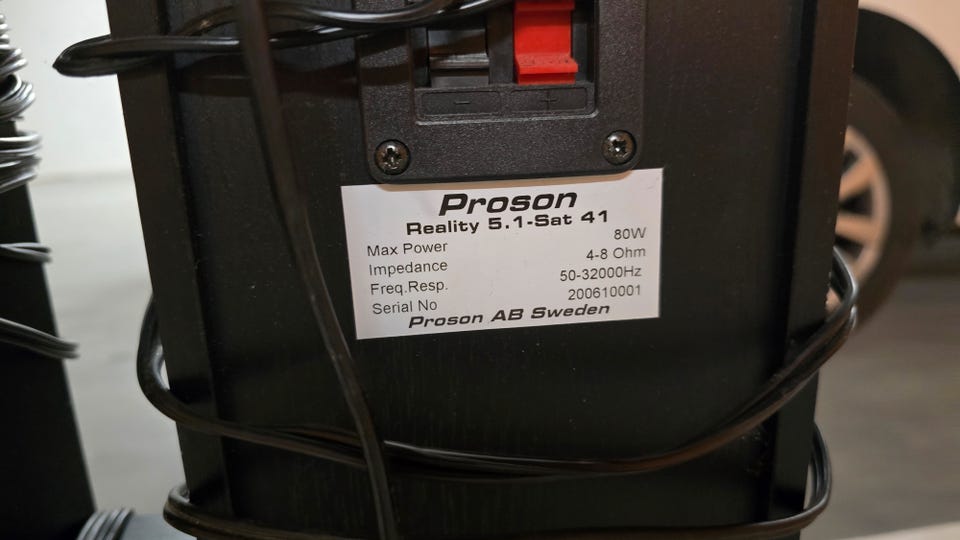 - +
Proson
Reality 5.1-Sat 41
Max Power 80W
Impedance 4-8 Ohm
Freq.Resp. 50-32000Hz
Serial No 200610001
Proson AB Sweden